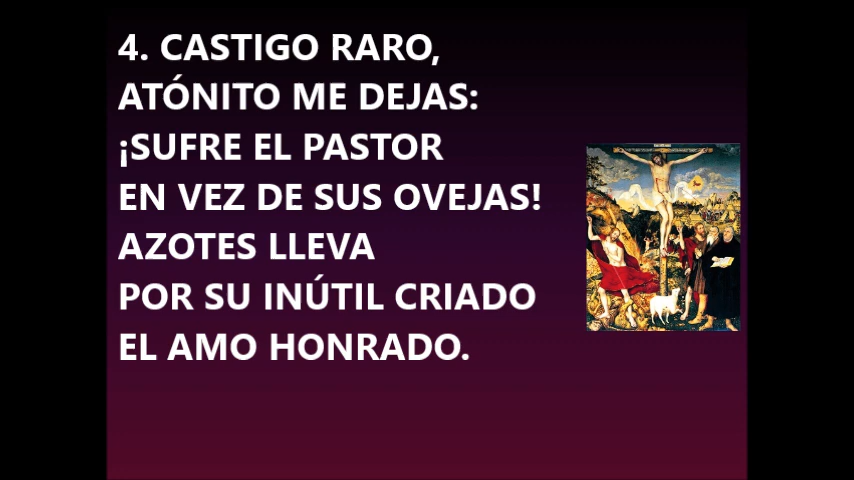 4. CASTIGO RARO,
ATÓNITO ME DEJAS:
¡SUFRE EL PASTOR
EN VEZ DE SUS OVEJAS!
AZOTES LLEVA
POR SU INÚTIL CRIADO
EL AMO HONRADO.